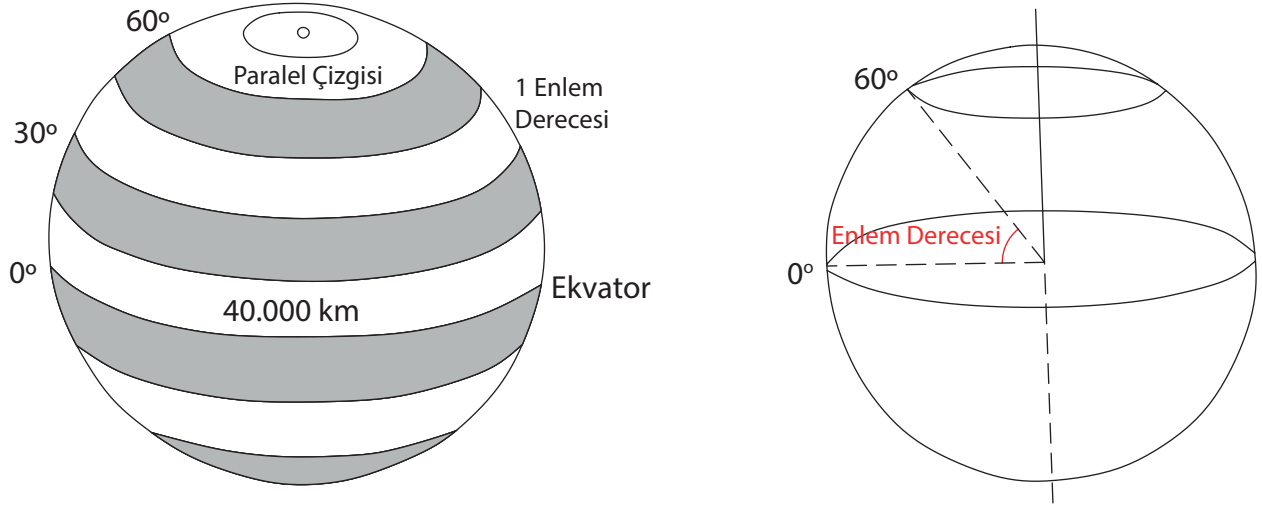 60º
Paralel Çizgisi
1 Enlem
Derecesi
30º
0º
Ekvator
40.000 km
60º
Enlem Derecesi
0º